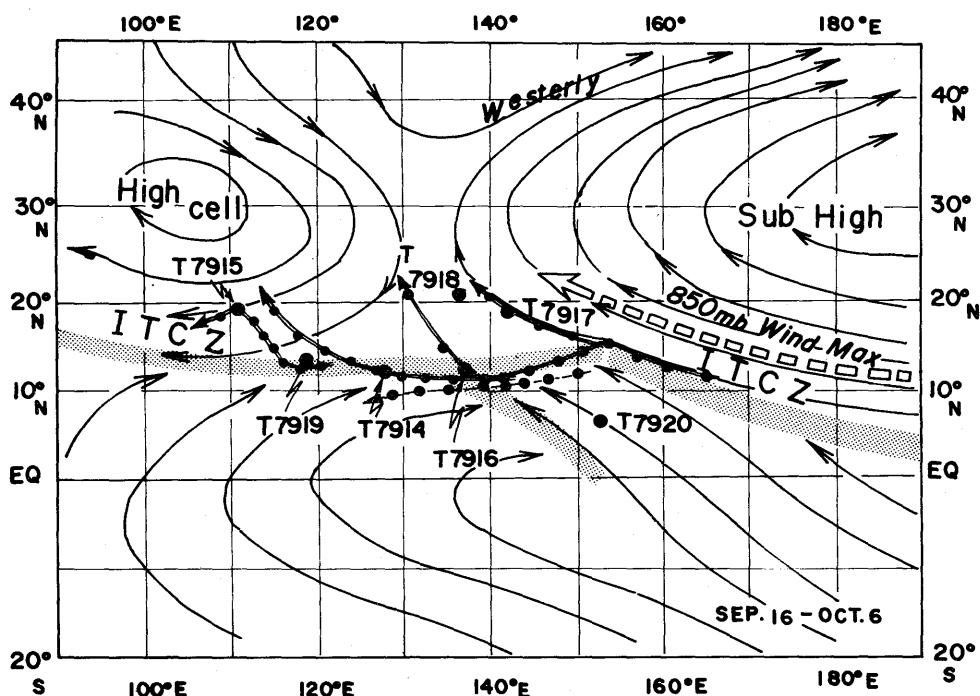 100°E 120° 140° 160° 180°E
40° N
Westerly
40° N
High cell
30° N
Sub High
30° N
T
T7915
7918
20° N
T7917
850mb Wind Max
20° N
ITCZ
ITCZ
10° N
10° N
T7919
T7914
T7920
T7916
EQ
EQ
SEP. 16 – OCT. 6
20° S
20° S
100°E 120°E 140°E 160°E 180°E